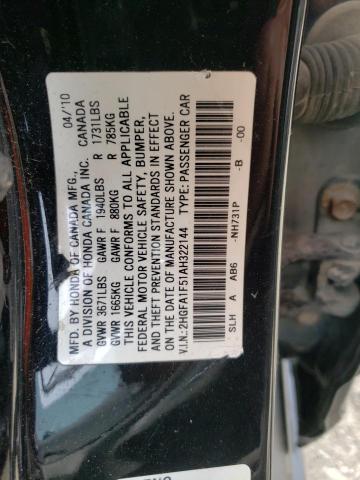 MFD. BY HONDA OF CANADA MFG. 04/10
A DIVISION OF HONDA CANADA INC. CANADA
GVWR 3671LBS GAWR F 1940LBS R 1731LBS
GVWR 1665KG GAWR F 880KG R 785KG
THIS VEHICLE CONFORMS TO ALL APPLICABLE
FEDERAL MOTOR VEHICLE SAFETY, BUMPER,
AND THEFT PREVENTION STANDARDS IN EFFECT
ON THE DATE OF MANUFACTURE SHOWN ABOVE.
V.I.N.: 2HGFA1F51AH322144 TYPE: PASSENGER CAR
SLH A AB6 -NH731P -B -00